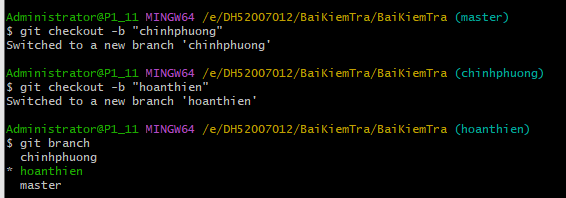 Administrator@P1_11 MINGW64 /e/DH52007012/BaiKiemTra/BaiKiemTra (master)
$ git checkout -b "chinhphuong"
Switched to a new branch 'chinhphuong'
Administrator@P1_11 MINGW64 /e/DH52007012/BaiKiemTra/BaiKiemTra (chinhphuong)
$ git checkout -b "hoanthien"
Switched to a new branch 'hoanthien'
Administrator@P1_11 MINGW64 /e/DH52007012/BaiKiemTra/BaiKiemTra (hoanthien)
$ git branch
  chinhphuong
* hoanthien
  master